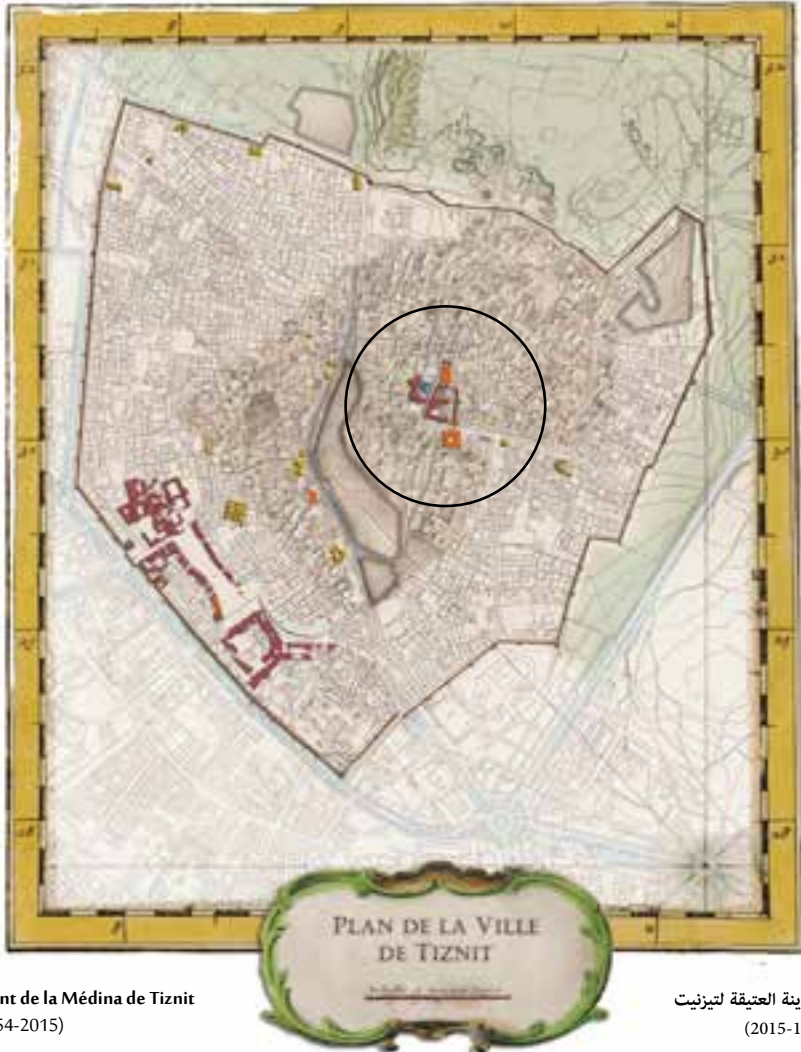 PLAN DE LA VILLE
DE TIZNIT
nt de la Médina de Tiznit
54-2015)
ينة العتيقة لتيزنيت
(2015-1